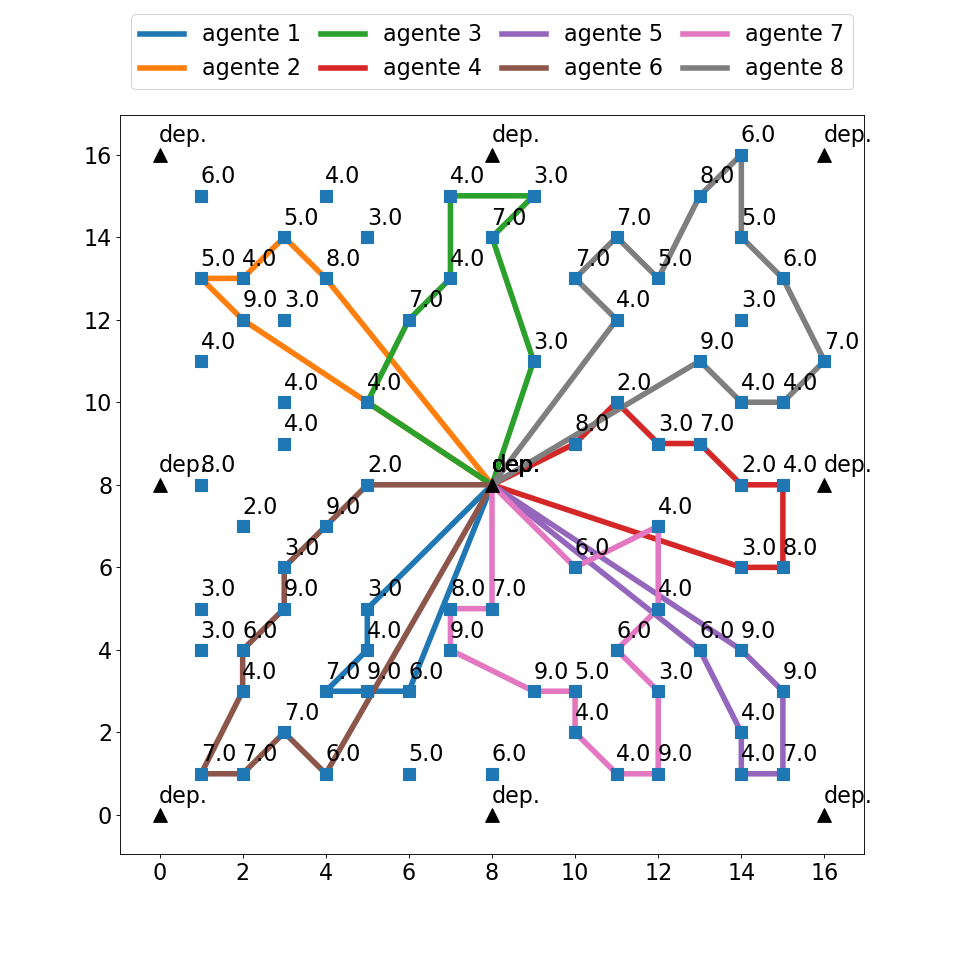 agente 1 agente 3 agente 5 agente 7
agente 2 agente 4 agente 6 agente 8
dep. dep. 6.0 dep.
16
6.0 4.0 4.0 3.0 8.0
5.0 3.0 7.0 7.0 5.0
14
5.0 4.0 8.0 4.0 7.0 5.0 6.0
9.0 3.0 7.0 4.0 3.0
12
4.0 3.0 9.0 7.0
4.0 4.0 2.0 4.0 4.0
10
4.0 8.0 3.0 7.0
dep. 8.0 2.0 dep. 2.0 4.0 dep.
8
2.0 9.0 4.0
3.0 6.0 3.0 8.0
6
3.0 9.0 3.0 8.0 7.0 4.0
3.0 6.0 4.0 9.0 6.0 6.0 9.0
4
4.0 7.0 9.0 6.0 9.0 5.0 3.0 9.0
7.0 4.0 4.0
2
7.0 7.0 6.0 5.0 6.0 4.0 9.0 4.0 7.0
dep. dep. dep.
0
0 2 4 6 8 10 12 14 16